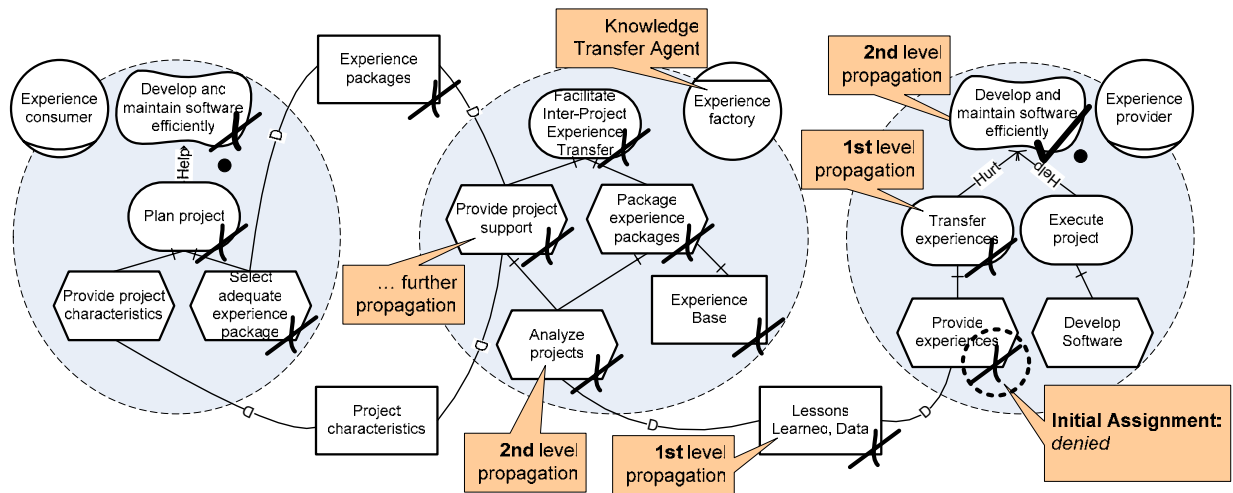 Experience
consumer
Develop and
maintain software
efficiently
Help
Plan project
Provide project
characteristics
Select
adequate
experience
package
Experience
packages
D
D
Project
characteristics
D
D
Knowledge
Transfer Agent
Experience
factory
Facilitate
Inter-Project
Experience
Transfer
Provide project
support
Package
experience
packages
… further
propagation
Experience
Base
Analyze
projects
2nd level
propagation
D
1st level
propagation
Lessons
Learned, Data
D
2nd level
propagation
Develop and
maintain software
efficiently
Experience
provider
1st level
propagation
Hurt
Help
Transfer
experiences
Execute
project
Provide
experiences
Develop
Software
Initial Assignment:
denied